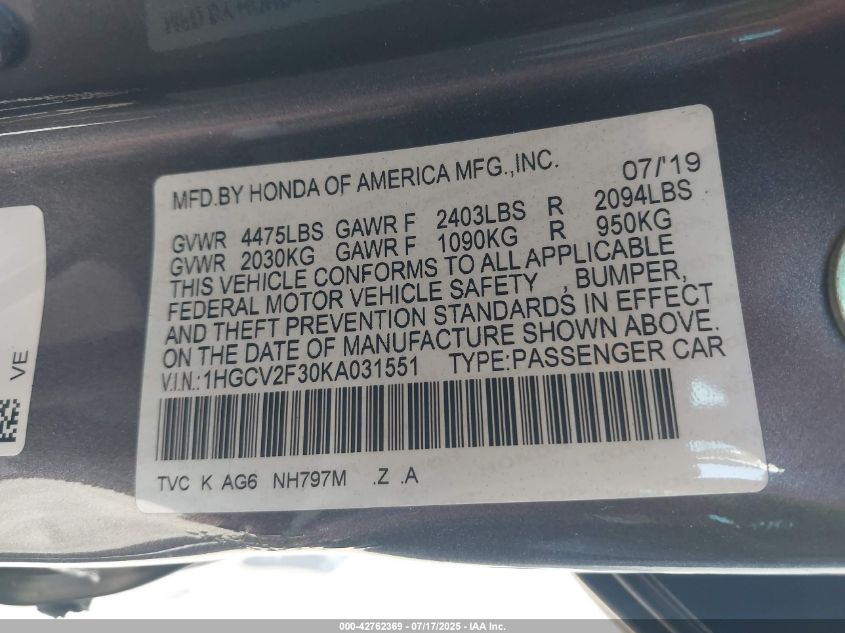 MFD.BY HONDA OF AMERICA MFG.,INC. 07/'19
GVWR 4475LBS GAWR F 2403LBS R 2094LBS
GVWR 2030KG GAWR F 1090KG R 950KG
THIS VEHICLE CONFORMS TO ALL APPLICABLE
FEDERAL MOTOR VEHICLE SAFETY , BUMPER,
AND THEFT PREVENTION STANDARDS IN EFFECT
ON THE DATE OF MANUFACTURE SHOWN ABOVE.
V.I.N.:1HGCV2F30KA031551 TYPE:PASSENGER CAR
TVC K AG6 NH797M .Z .A
VE
000-42762369 - 07/17/2025 - IAA Inc.